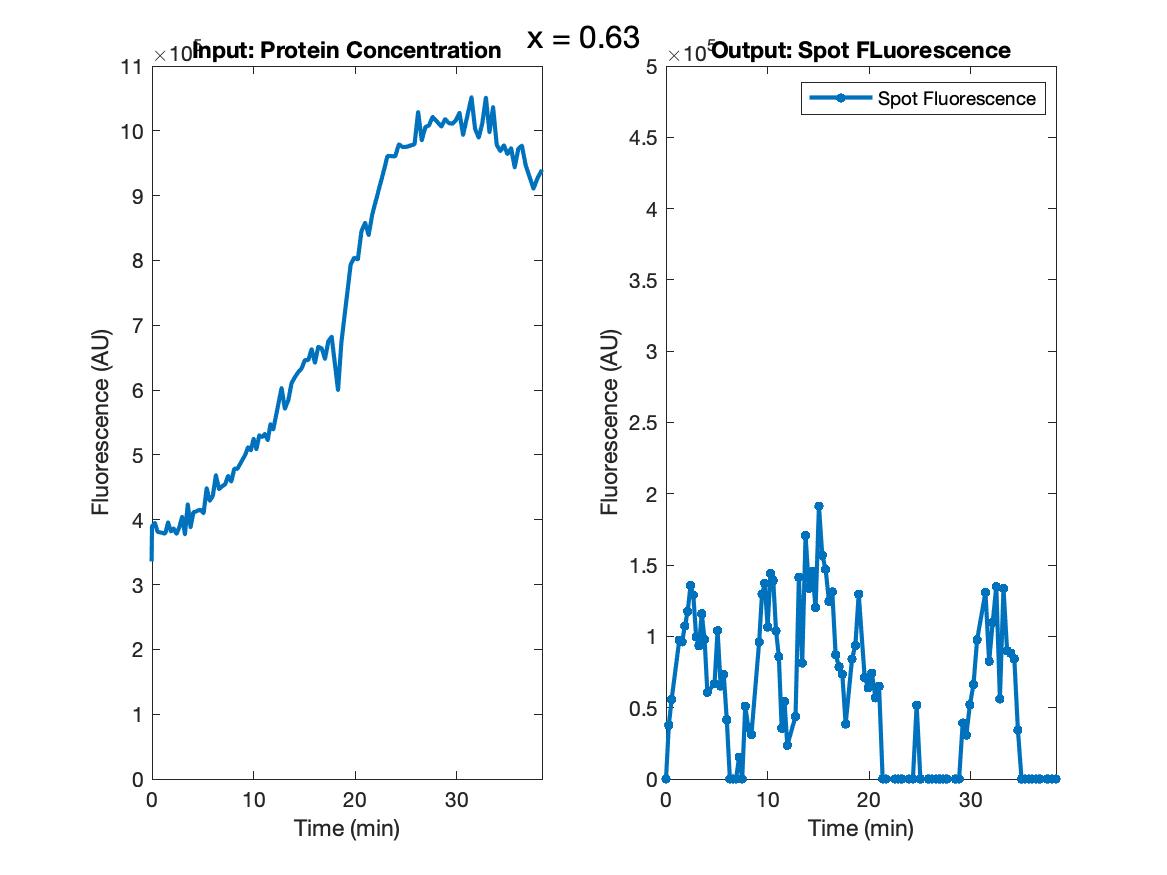 x = 0.63
×10⁵
Input: Protein Concentration
11
10
9
8
7
6
5
4
3
2
1
0
Fluorescence (AU)
0 10 20 30
Time (min)
×10⁵
Output: Spot FLuorescence
Spot Fluorescence
5
4.5
4
3.5
3
2.5
2
1.5
1
0.5
0
Fluorescence (AU)
0 10 20 30
Time (min)